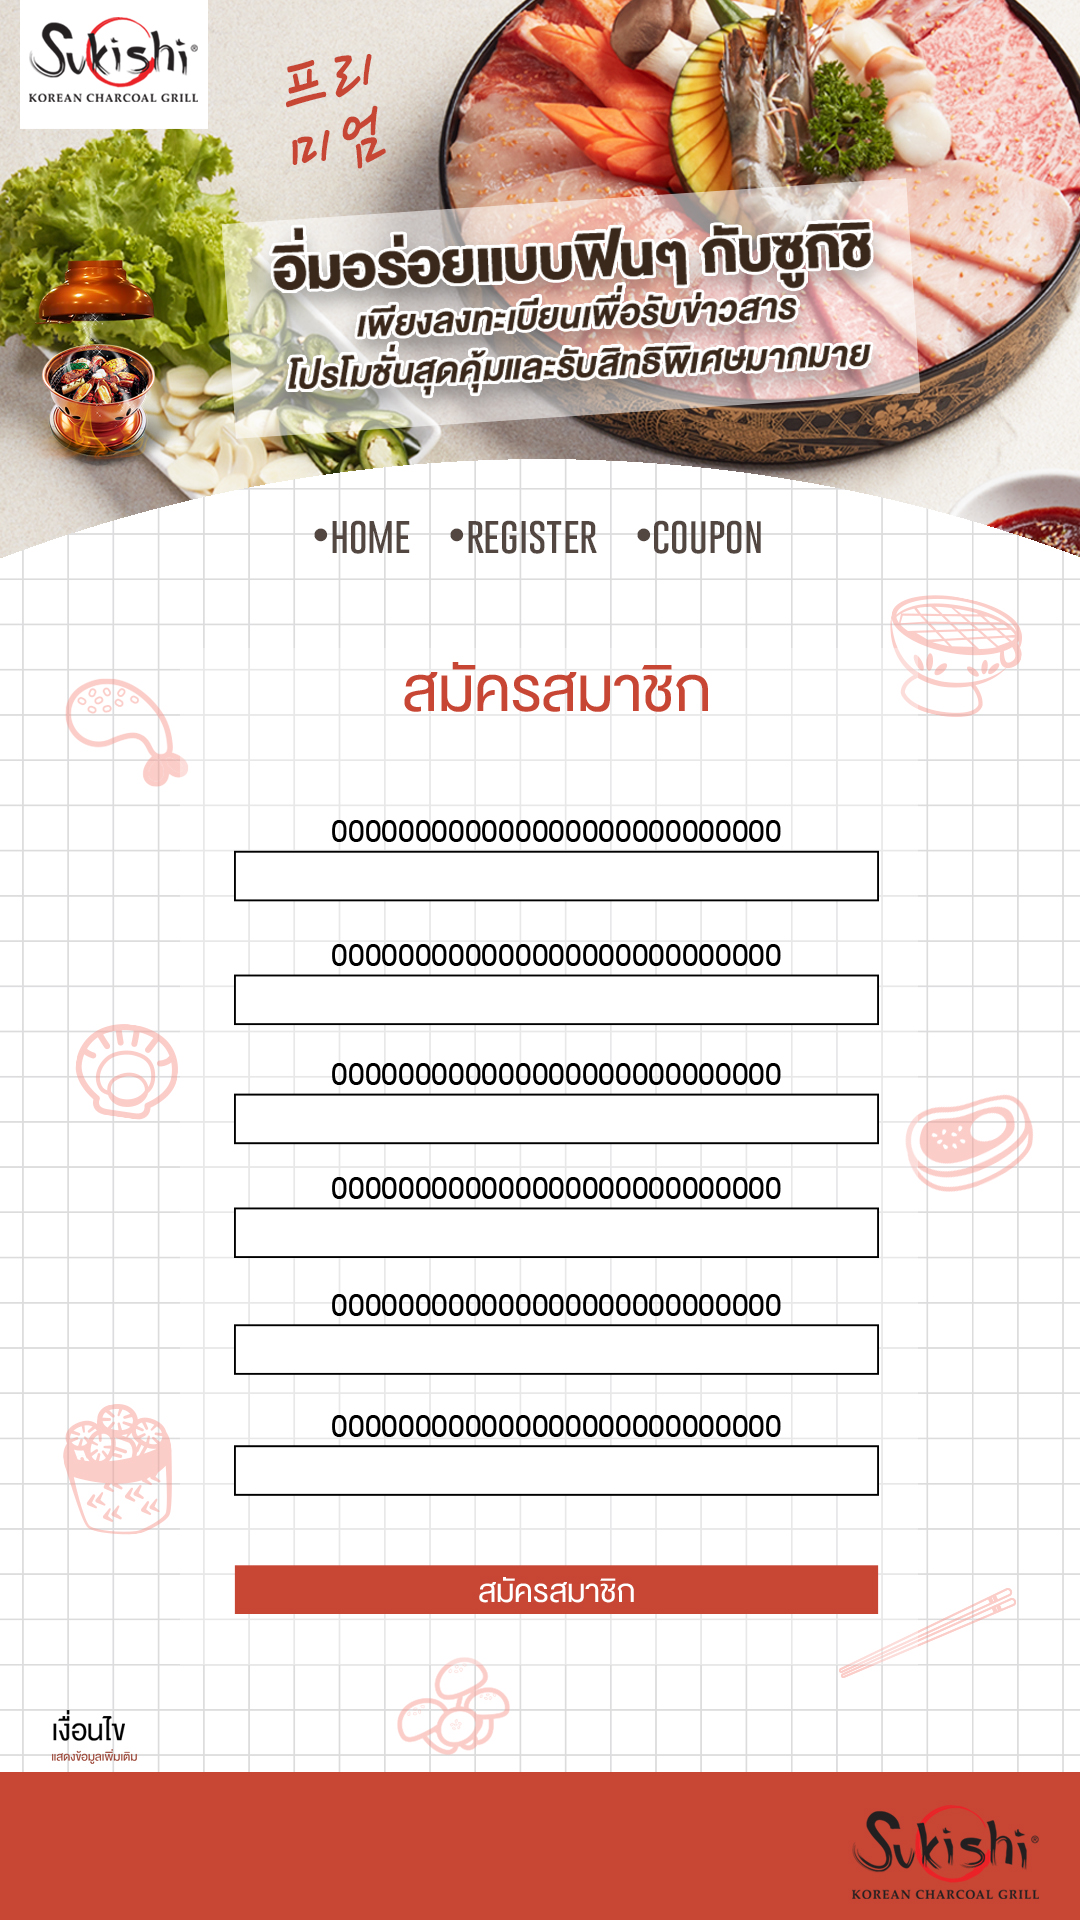 Sukishi®
KOREAN CHARCOAL GRILL
프리
미엄
อิ่มอร่อยแบบฟินๆ กับซูกิชิ
เพียงลงทะเบียนเพื่อรับข่าวสาร
โปรโมชั่นสุดคุ้มและรับสิทธิพิเศษมากมาย
•HOME •REGISTER •COUPON
สมัครสมาชิก
000000000000000000000000000
000000000000000000000000000
000000000000000000000000000
000000000000000000000000000
000000000000000000000000000
000000000000000000000000000
สมัครสมาชิก
เงื่อนไข
แสดงข้อมูลเพิ่มเติม
Sukishi®
KOREAN CHARCOAL GRILL